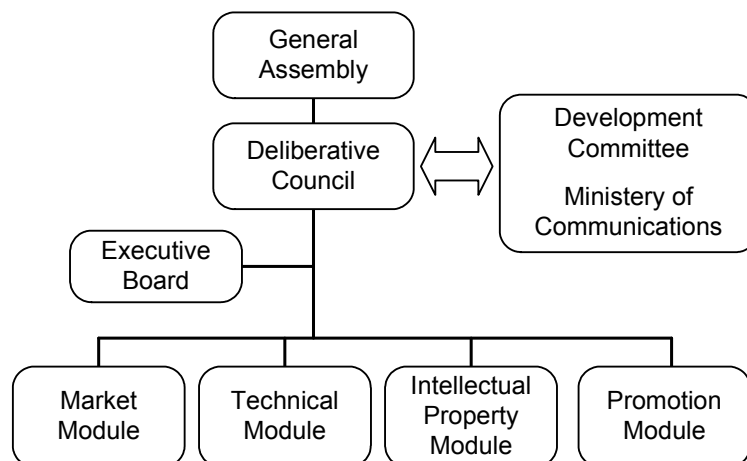 General
Assembly
Deliberative
Council
Development
Committee
Ministery of
Communications
Executive
Board
Market
Module
Technical
Module
Intellectual
Property
Module
Promotion
Module